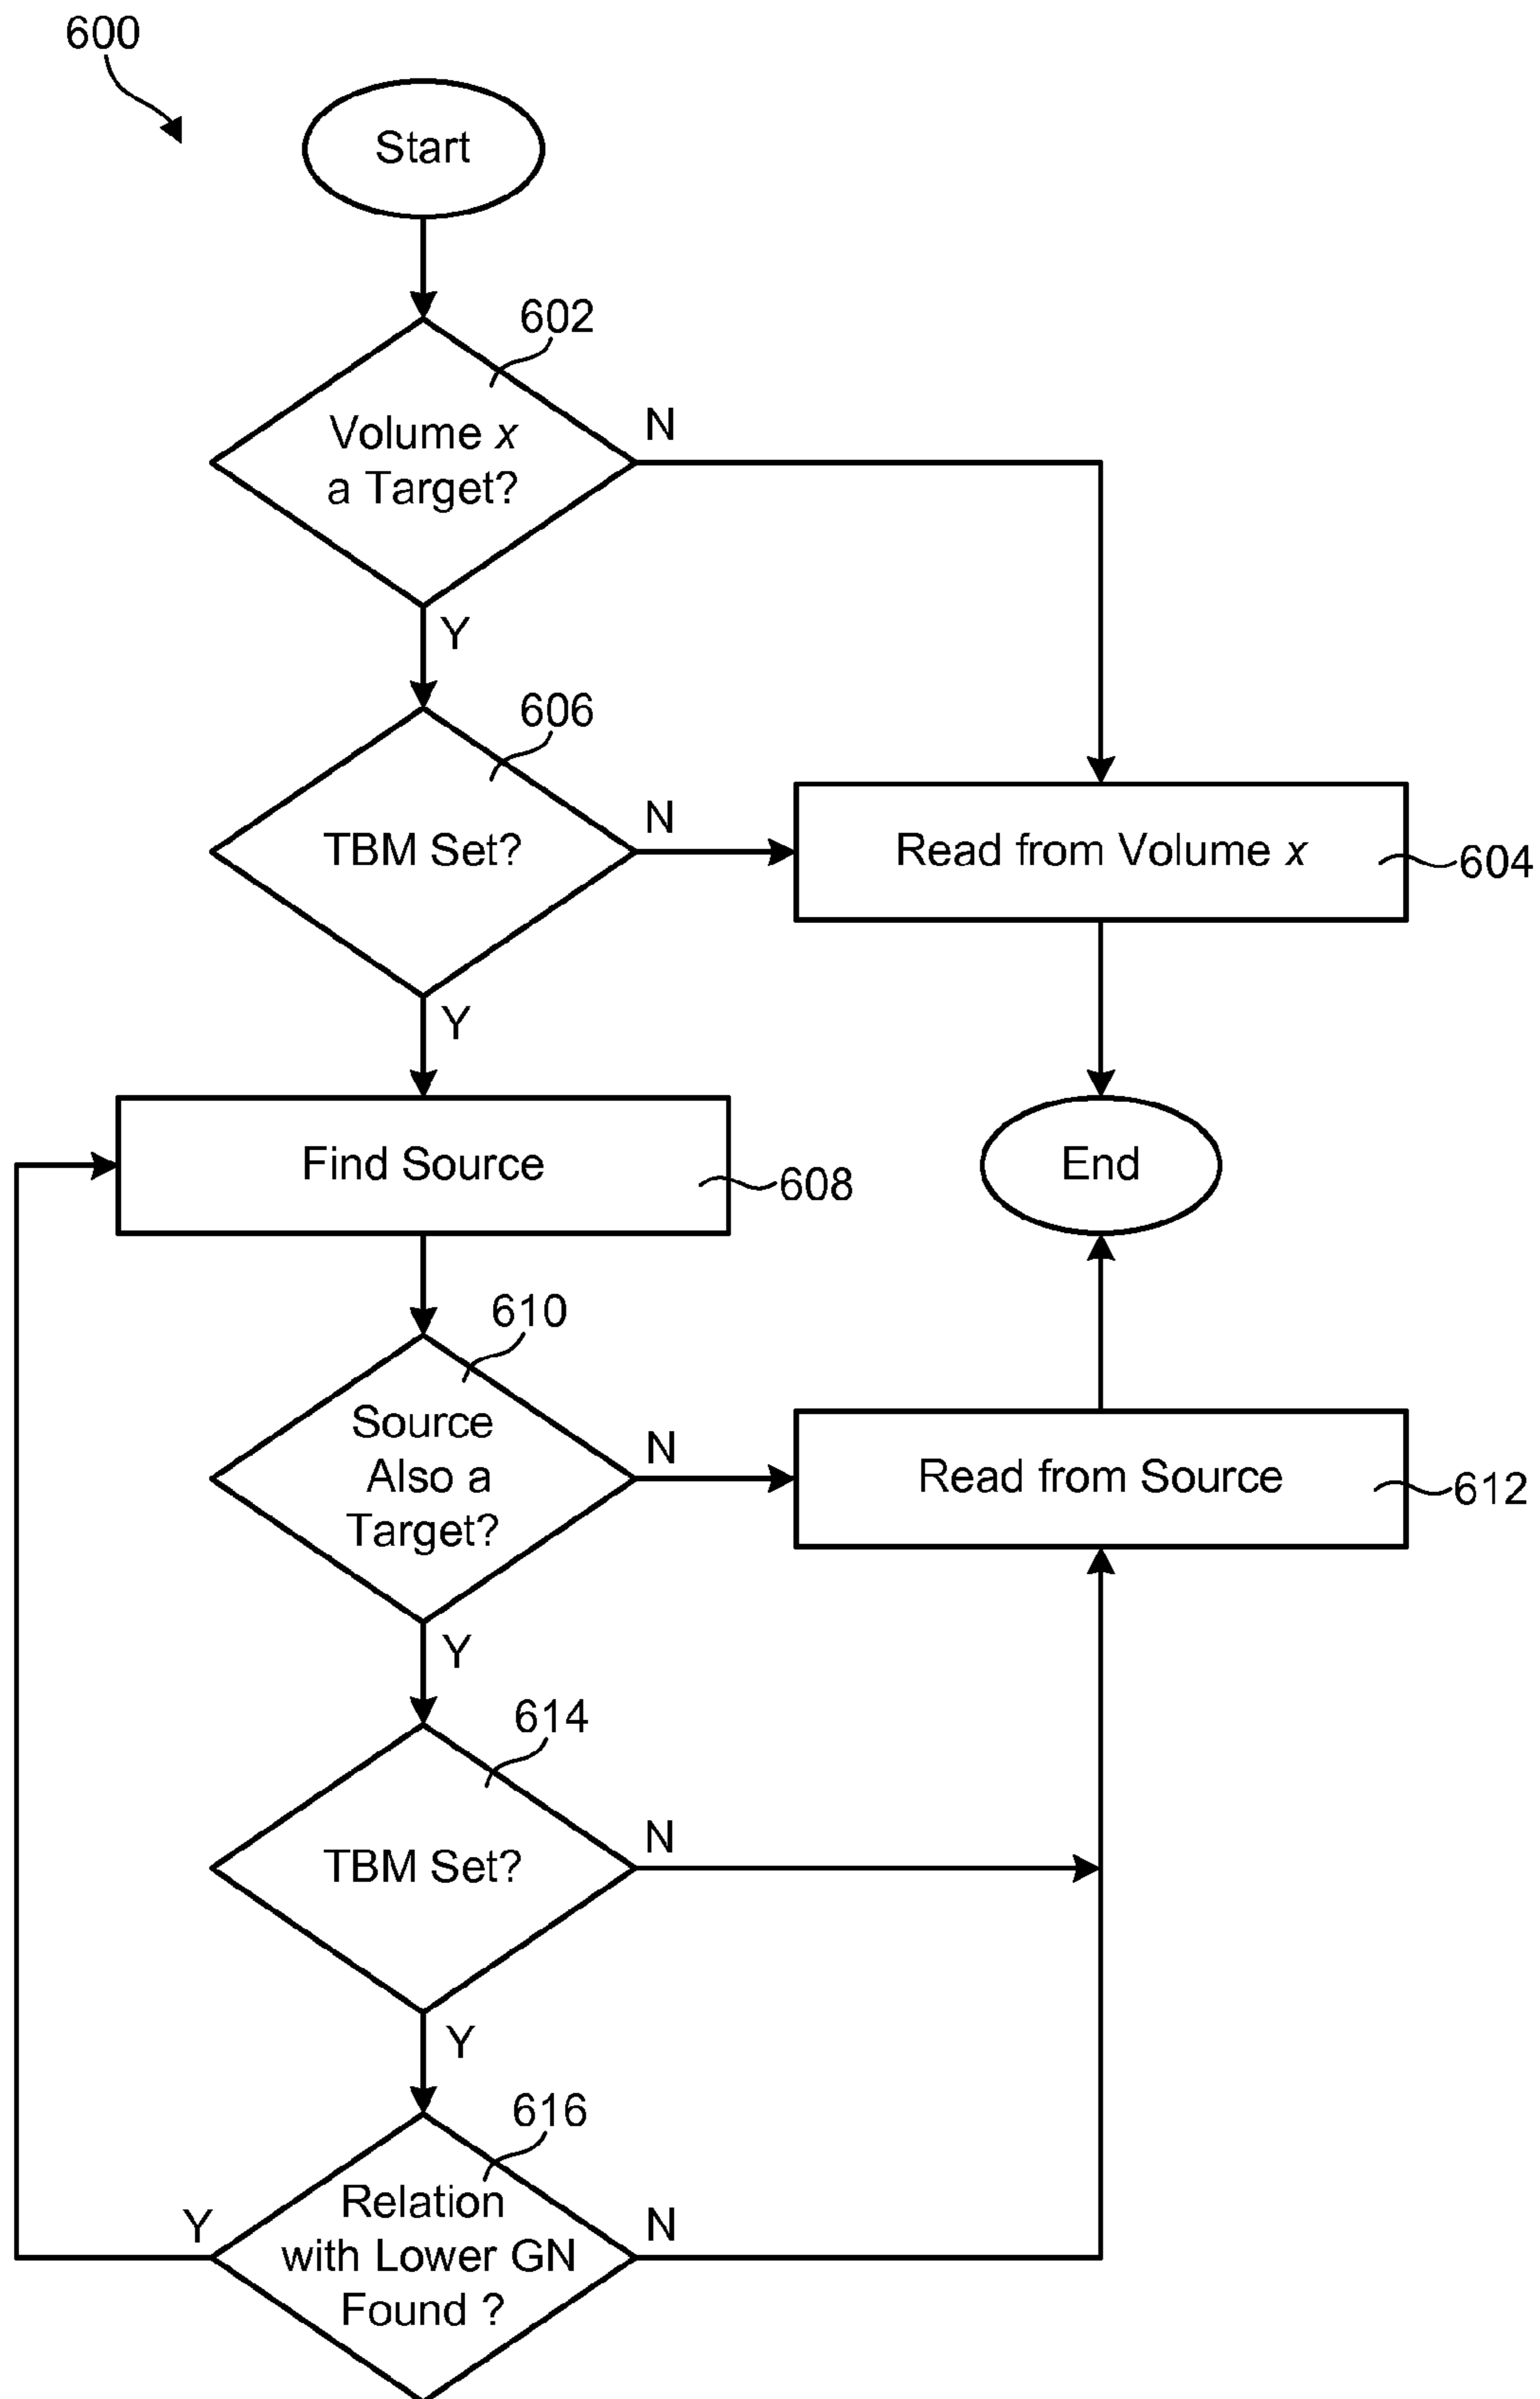 600
Start
602
Volume x
a Target?
N
Y
606
TBM Set?
N
Read from Volume x
604
Y
Find Source
608
End
610
Source
Also a
Target?
N
Read from Source
612
Y
614
TBM Set?
N
Y
616
Relation
with Lower GN
Found ?
Y
N